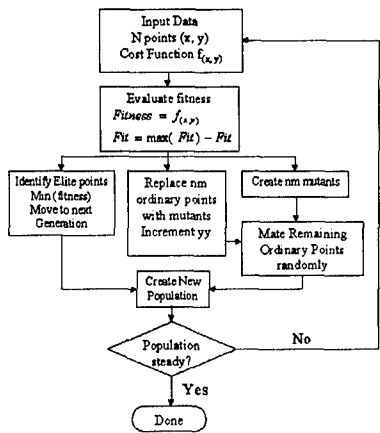 Input Data
N points (x, y)
Cost Function f(x,y)
Evaluate fitness
Fitness = f(x,y)
Fit = max( Fit) − Fit
Identify Elite points
Min (fitness)
Move to next
Generation
Replace nm
ordinary points
with mutants
Increment yy
Create nm mutants
Mate Remaining
Ordinary Points
randomly
Create New
Population
Population
steady?
No
Yes
Done